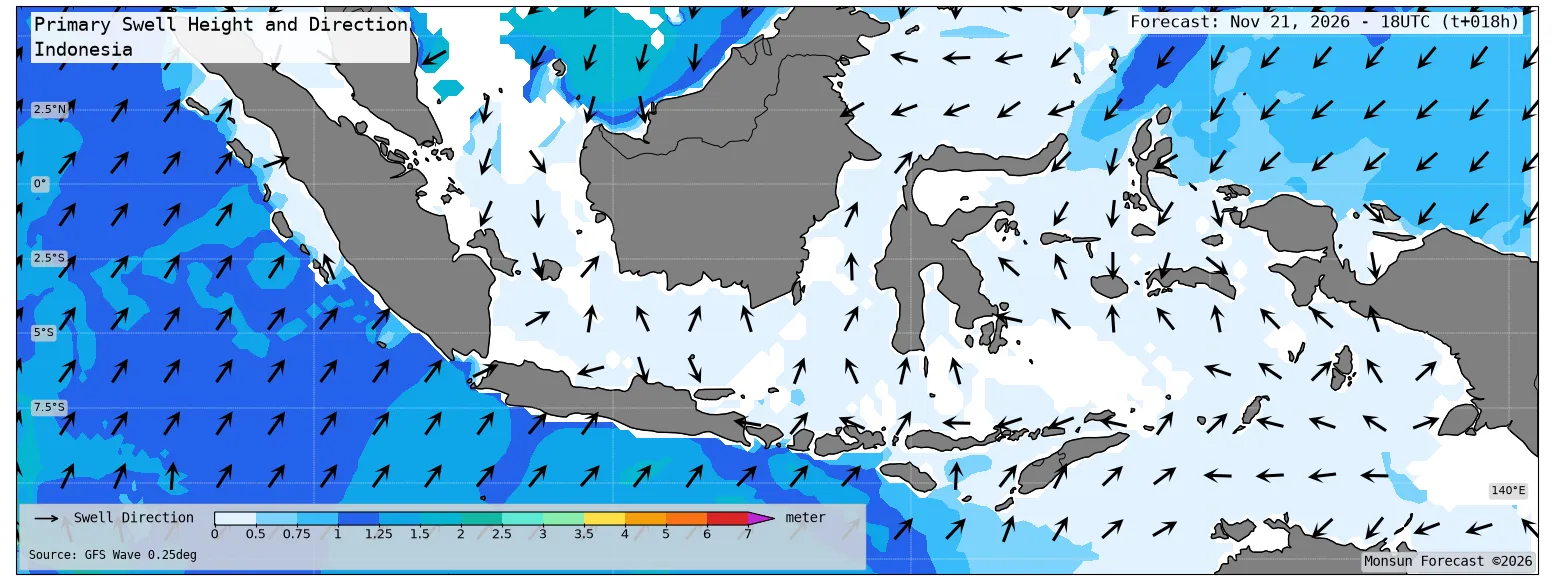 Primary Swell Height and Direction
Indonesia
Forecast: Nov 21, 2026 - 18UTC (t+018h)
2.5°N
0°
2.5°S
5°S
7.5°S
140°E
Swell Direction
0 0.5 0.75 1 1.25 1.5 2 2.5 3 3.5 4 5 6 7
meter
Source: GFS Wave 0.25deg
Monsun Forecast ©2026